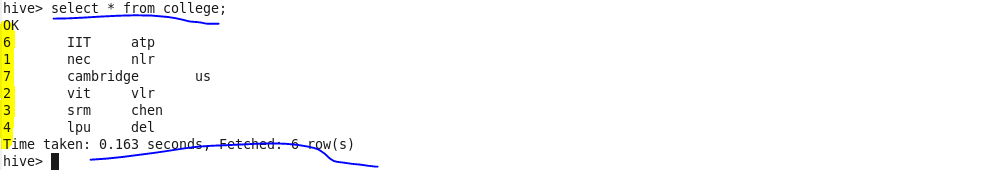 hive> select * from college;
OK
6 IIT atp
1 nec nlr
7 cambridge us
2 vit vlr
3 srm chen
4 lpu del
Time taken: 0.163 seconds, Fetched: 6 row(s)
hive>